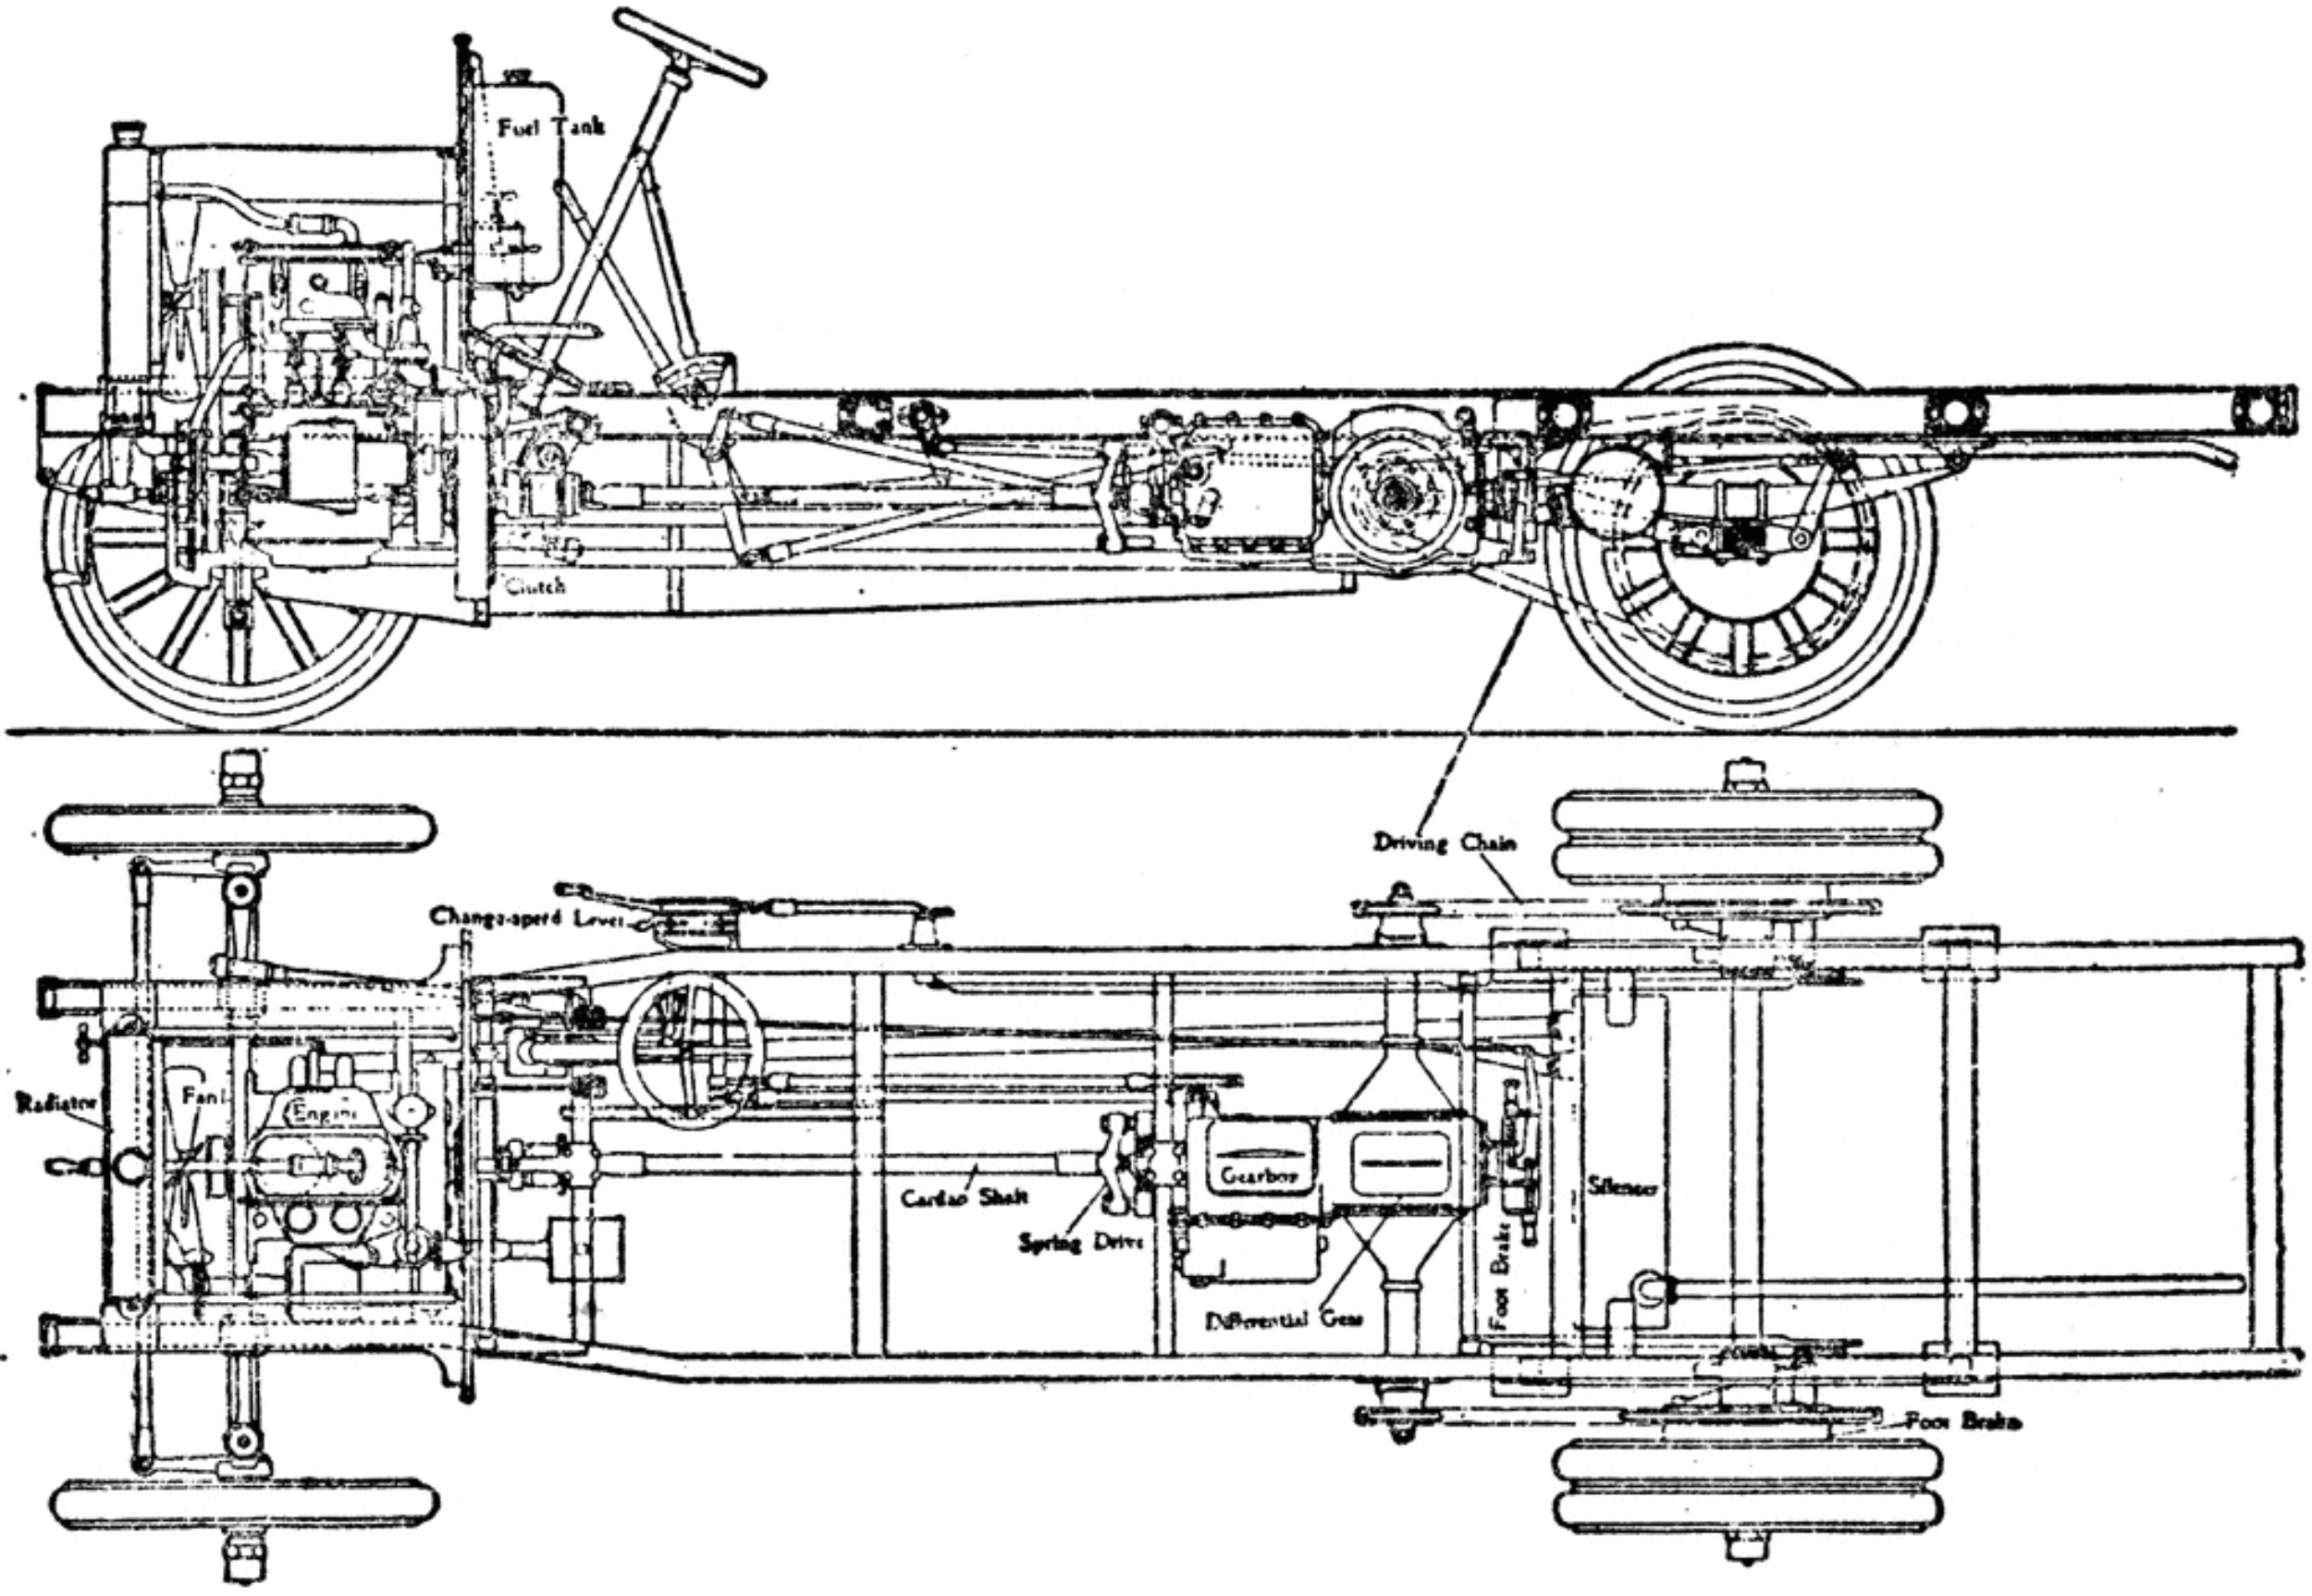 Fuel Tank
Clutch
Driving Chain
Change-speed Lever
Radiator
Fan
Engine
Gearbox
Cardan Shaft
Silencer
Spring Drive
Foot Brake
Differential Gear
Foot Brake